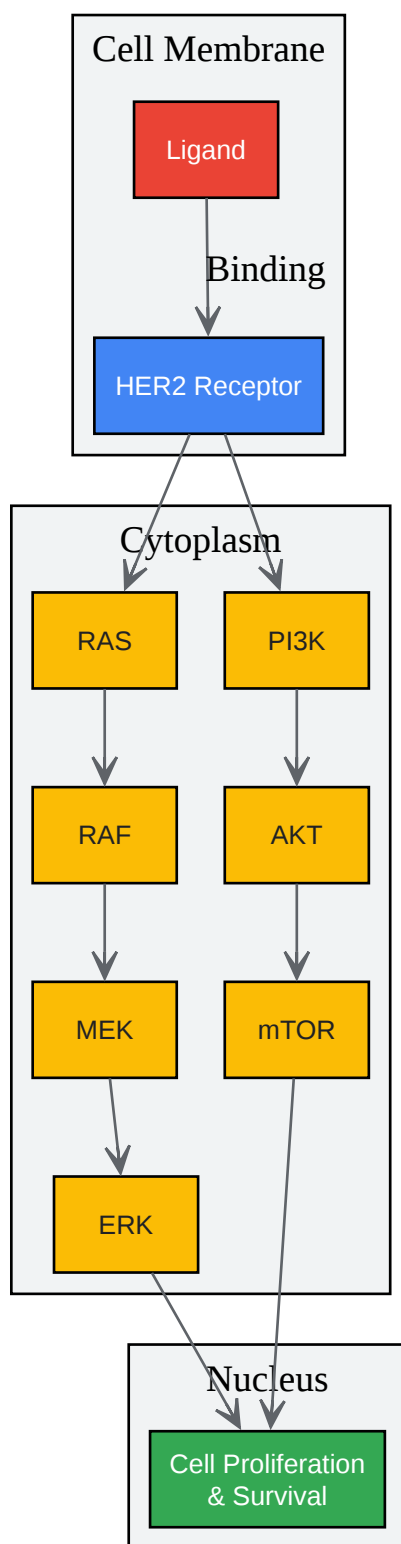 Cell Membrane
Ligand
Binding
HER2 Receptor
Cytoplasm
RAS
PI3K
RAF
AKT
MEK
mTOR
ERK
Nucleus
Cell Proliferation
& Survival